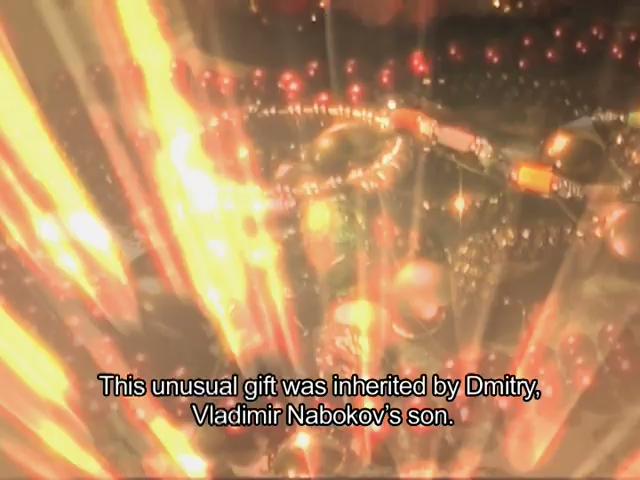 This unusual gift was inherited by Dmitry,
Vladimir Nabokov's son.